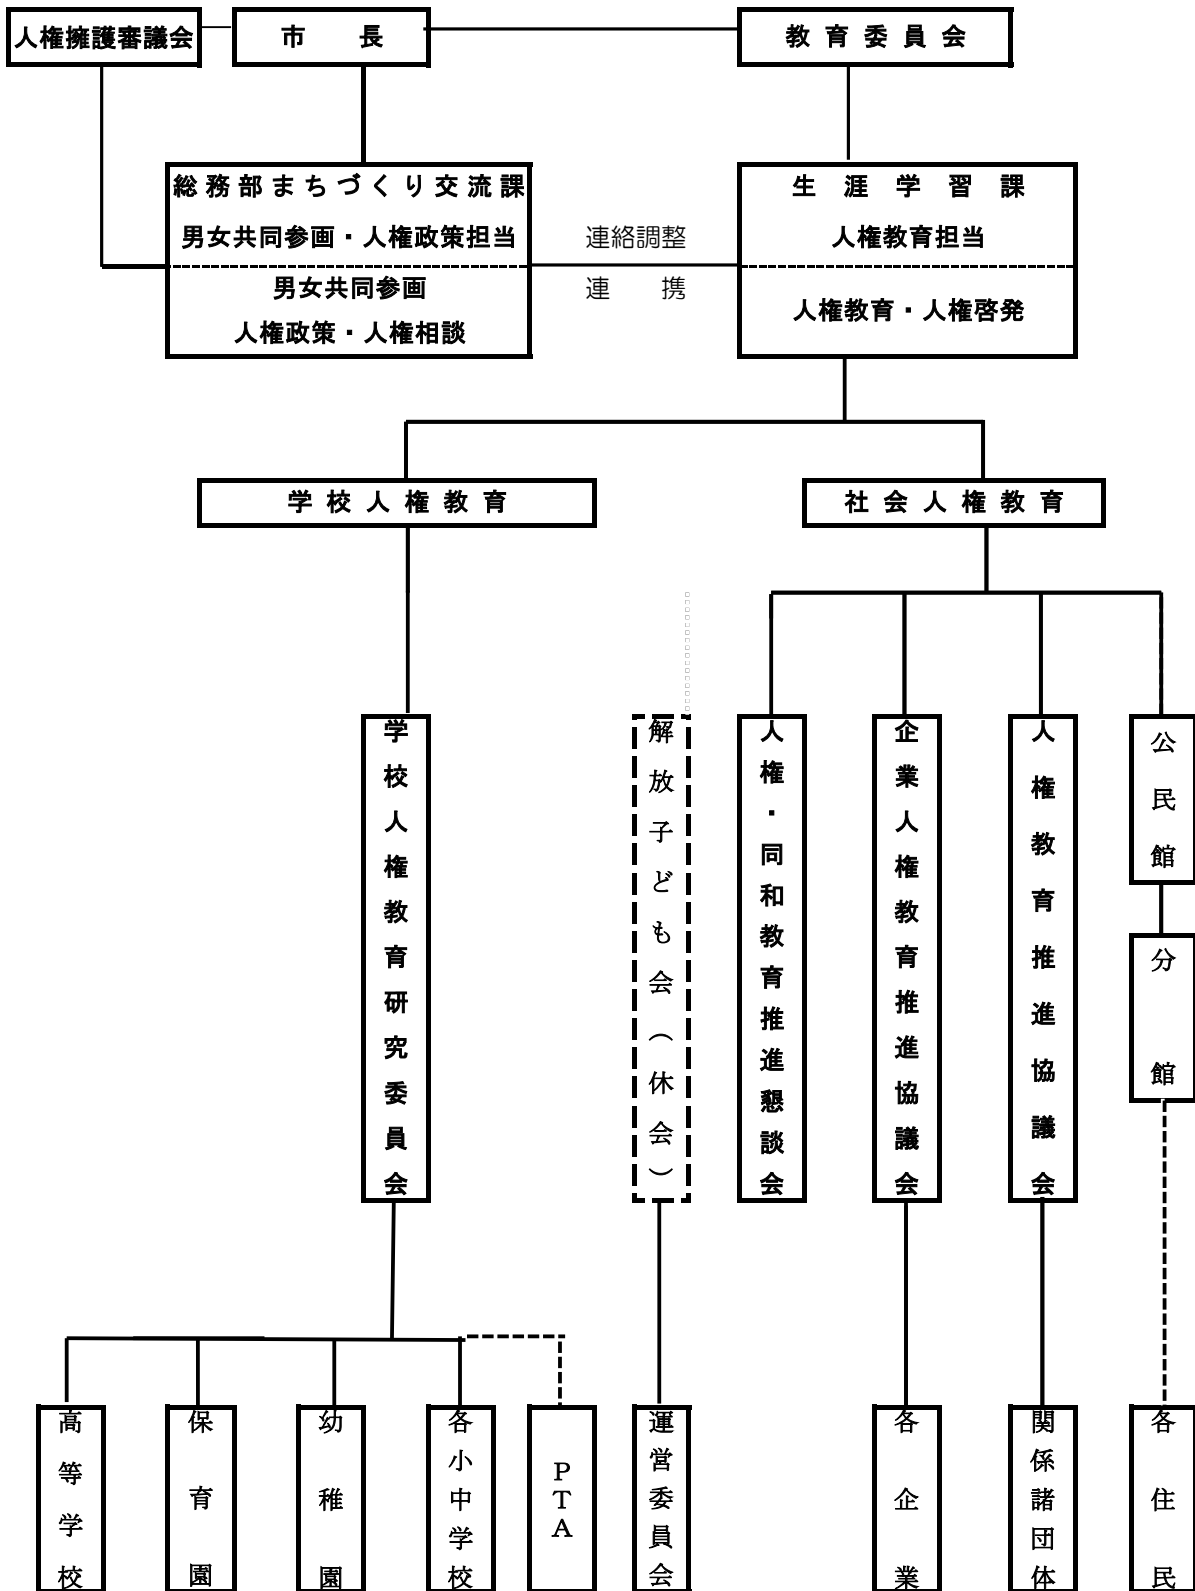 人権擁護審議会
市　長
教育委員会
総務部まちづくり交流課
男女共同参画・人権政策担当
男女共同参画
人権政策・人権相談
連絡調整
連　携
生涯学習課
人権教育担当
人権教育・人権啓発
学校人権教育
社会人権教育
学校人権教育研究委員会
解放子ども会（休会）
人権・同和教育推進懇談会
企業人権教育推進協議会
人権教育推進協議会
公民館
分館
高等学校
保育園
幼稚園
各小中学校
PTA
運営委員会
各企業
関係諸団体
各住民